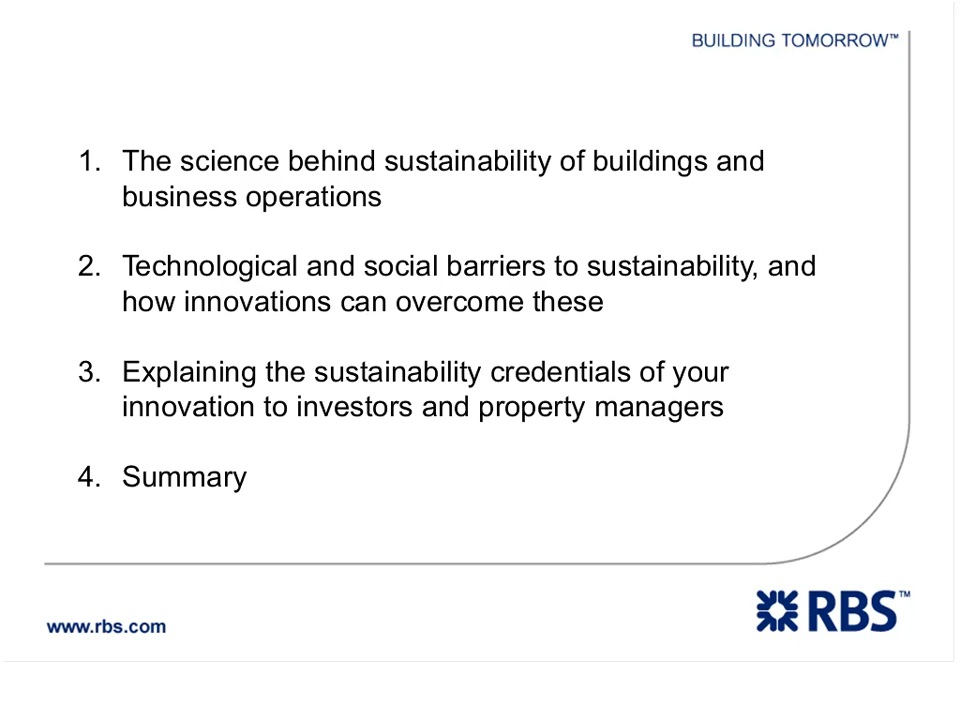 BUILDING TOMORROW™
1. The science behind sustainability of buildings and
business operations
2. Technological and social barriers to sustainability, and
how innovations can overcome these
3. Explaining the sustainability credentials of your
innovation to investors and property managers
4. Summary
www.rbs.com
RBS™